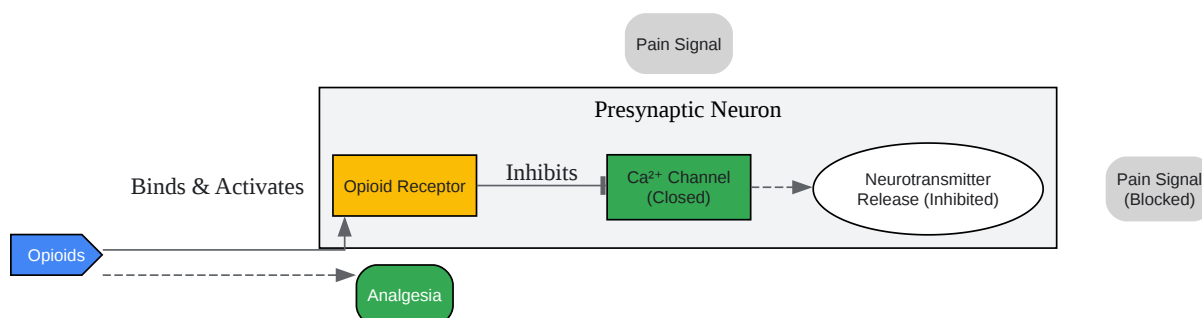 Pain Signal
Presynaptic Neuron
Binds & Activates
Opioid Receptor
Inhibits
Ca²⁺ Channel
(Closed)
Neurotransmitter
Release (Inhibited)
Pain Signal
(Blocked)
Opioids
Analgesia